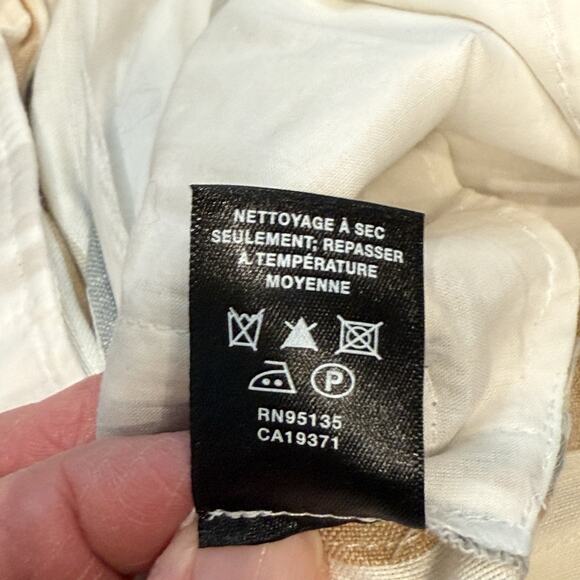 NETTOYAGE À SEC
SEULEMENT; REPASSER
À TEMPÉRATURE
MOYENNE
P
RN95135
CA19371